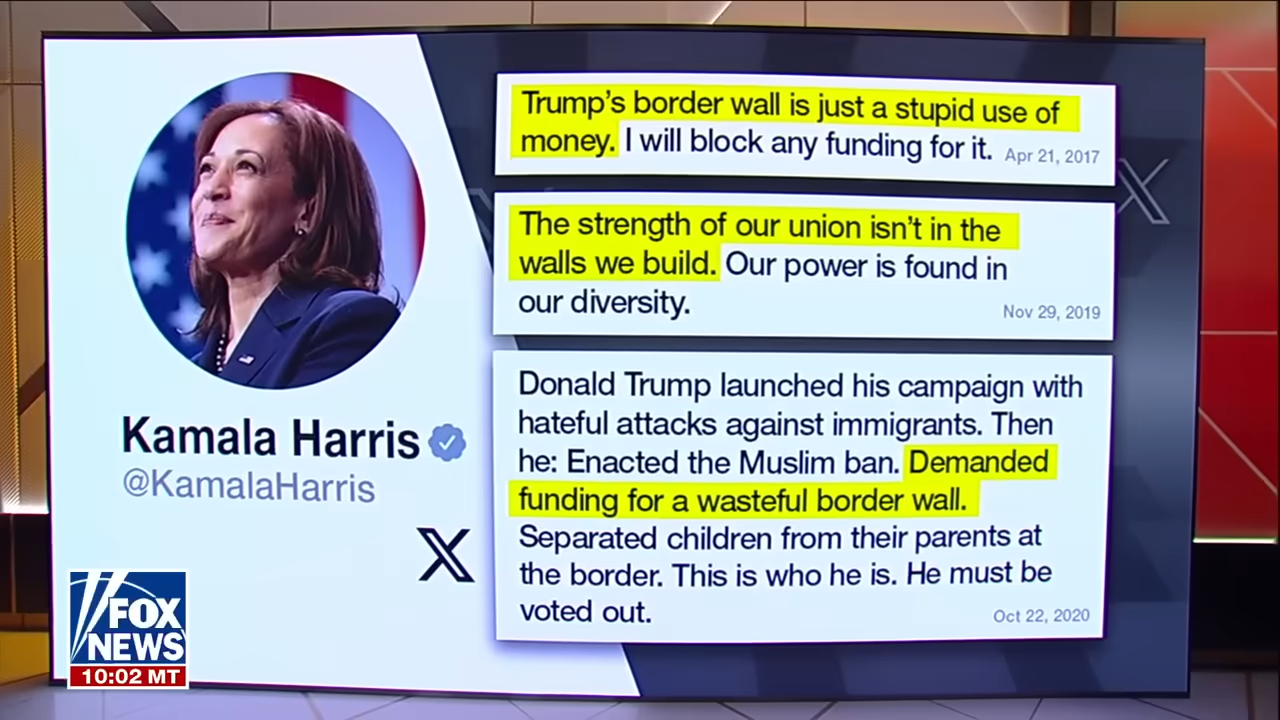 Trump's border wall is just a stupid use of
money. I will block any funding for it. Apr 21, 2017
The strength of our union isn't in the
walls we build. Our power is found in
our diversity.
Nov 29, 2019
Donald Trump launched his campaign with
hateful attacks against immigrants. Then
he: Enacted the Muslim ban. Demanded
funding for a wasteful border wall.
Separated children from their parents at
the border. This is who he is. He must be
voted out.
Oct 22, 2020
Kamala Harris
@KamalaHarris
X
X
FOX
NEWS
10:02 MT